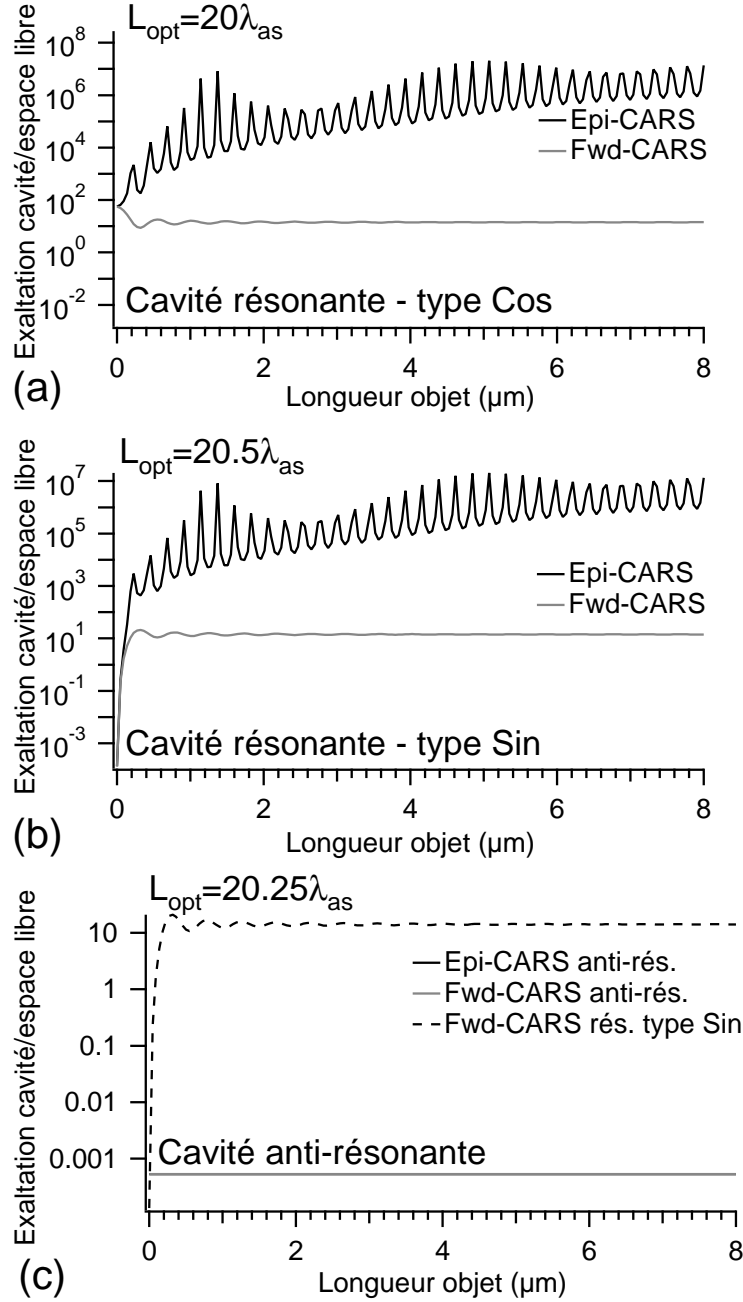 L_opt=20λ_as
Exaltation cavité/espace libre
10^8
10^6
10^4
10^2
10^0
10^-2
Epi-CARS
Fwd-CARS
Cavité résonante - type Cos
0 2 4 6 8
Longueur objet (µm)
(a)
L_opt=20.5λ_as
Exaltation cavité/espace libre
10^7
10^5
10^3
10^1
10^-1
10^-3
Epi-CARS
Fwd-CARS
Cavité résonante - type Sin
0 2 4 6 8
Longueur objet (µm)
(b)
L_opt=20.25λ_as
Exaltation cavité/espace libre
10
1
0.1
0.01
0.001
Epi-CARS anti-rés.
Fwd-CARS anti-rés.
Fwd-CARS rés. type Sin
Cavité anti-résonante
0 2 4 6 8
Longueur objet (µm)
(c)